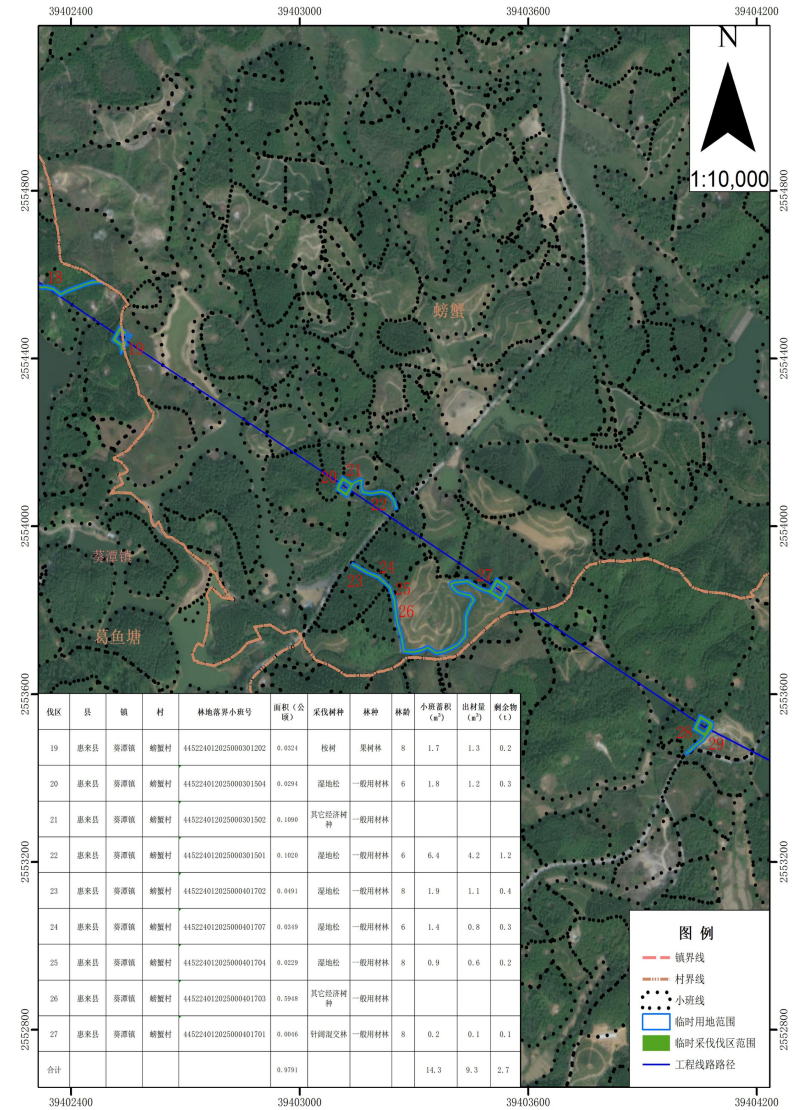 39402400 39403000 39403600 39404200
N
1:10,000
2554800 2554800
18
螃蟹
19
2554400 2554400
20 21
22
2554000 2554000
葵潭镇
23 24
25
26
27
葛鱼塘
2553600 2553600
28
29
伐区 县 镇 村 林地落界小班号 面积（公顷） 采伐树种 林种 林龄 小班蓄积（m³） 出材量（m³） 剩余物（t）
19 惠来县 葵潭镇 螃蟹村 445224012025000301202 0.0324 桉树 果树林 8 1.7 1.3 0.2
20 惠来县 葵潭镇 螃蟹村 445224012025000301504 0.0294 湿地松 一般用材林 6 1.8 1.2 0.3
21 惠来县 葵潭镇 螃蟹村 445224012025000301502 0.1090 其它经济树种 一般用材林
22 惠来县 葵潭镇 螃蟹村 445224012025000301501 0.1020 湿地松 一般用材林 6 6.4 4.2 1.2
23 惠来县 葵潭镇 螃蟹村 445224012025000401702 0.0491 湿地松 一般用材林 8 1.9 1.1 0.4
24 惠来县 葵潭镇 螃蟹村 445224012025000401707 0.0349 湿地松 一般用材林 6 1.4 0.8 0.3
25 惠来县 葵潭镇 螃蟹村 445224012025000401704 0.0229 湿地松 一般用材林 8 0.9 0.6 0.2
26 惠来县 葵潭镇 螃蟹村 445224012025000401703 0.5948 其它经济树种 一般用材林
27 惠来县 葵潭镇 螃蟹村 445224012025000401701 0.0046 针阔混交林 一般用材林 8 0.2 0.1 0.1
合计 0.9791 14.3 9.3 2.7
2553200 2553200
2552800 2552800
图 例
镇界线
村界线
小班线
临时用地范围
临时采伐伐区范围
工程线路路径
39402400 39403000 39403600 39404200